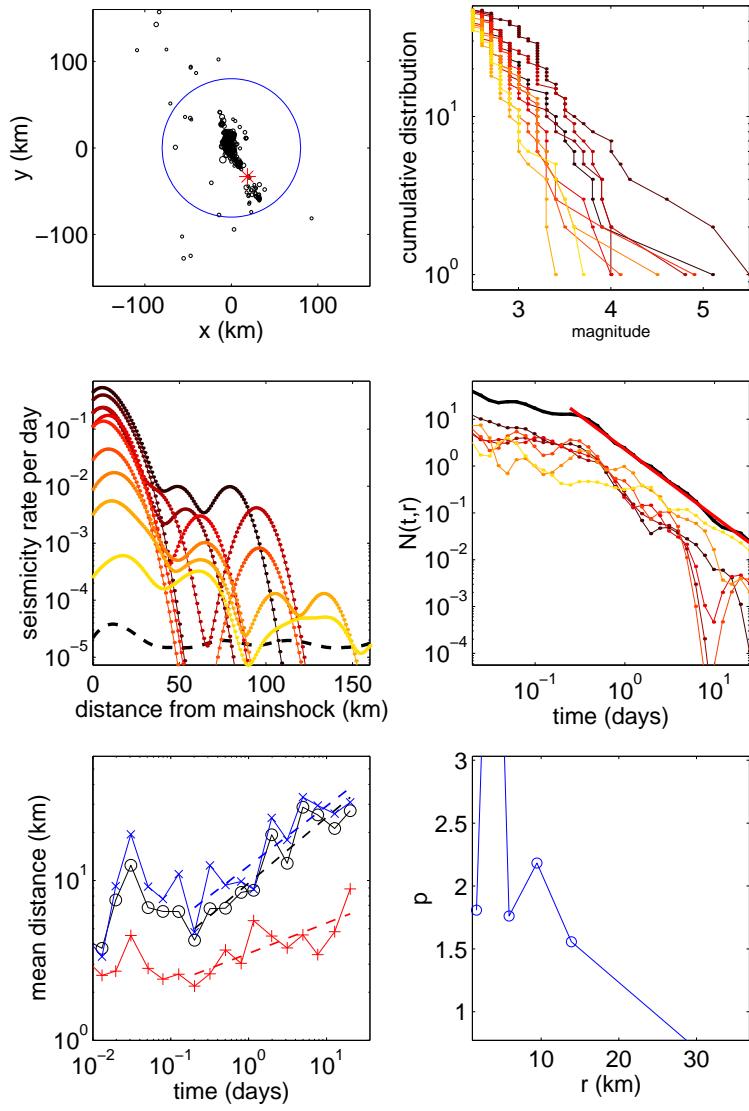 100
0
−100
y (km)
−100 0 100
x (km)
10^1
10^0
cumulative distribution
3 4 5
magnitude
10^−1
10^−2
10^−3
10^−4
10^−5
seismicity rate per day
0 50 100 150
distance from mainshock (km)
10^1
10^0
10^−1
10^−2
10^−3
10^−4
N(t,r)
10^−1 10^0 10^1
time (days)
10^1
10^0
mean distance (km)
10^−2 10^−1 10^0 10^1
time (days)
3
2.5
2
1.5
1
p
10 20 30
r (km)